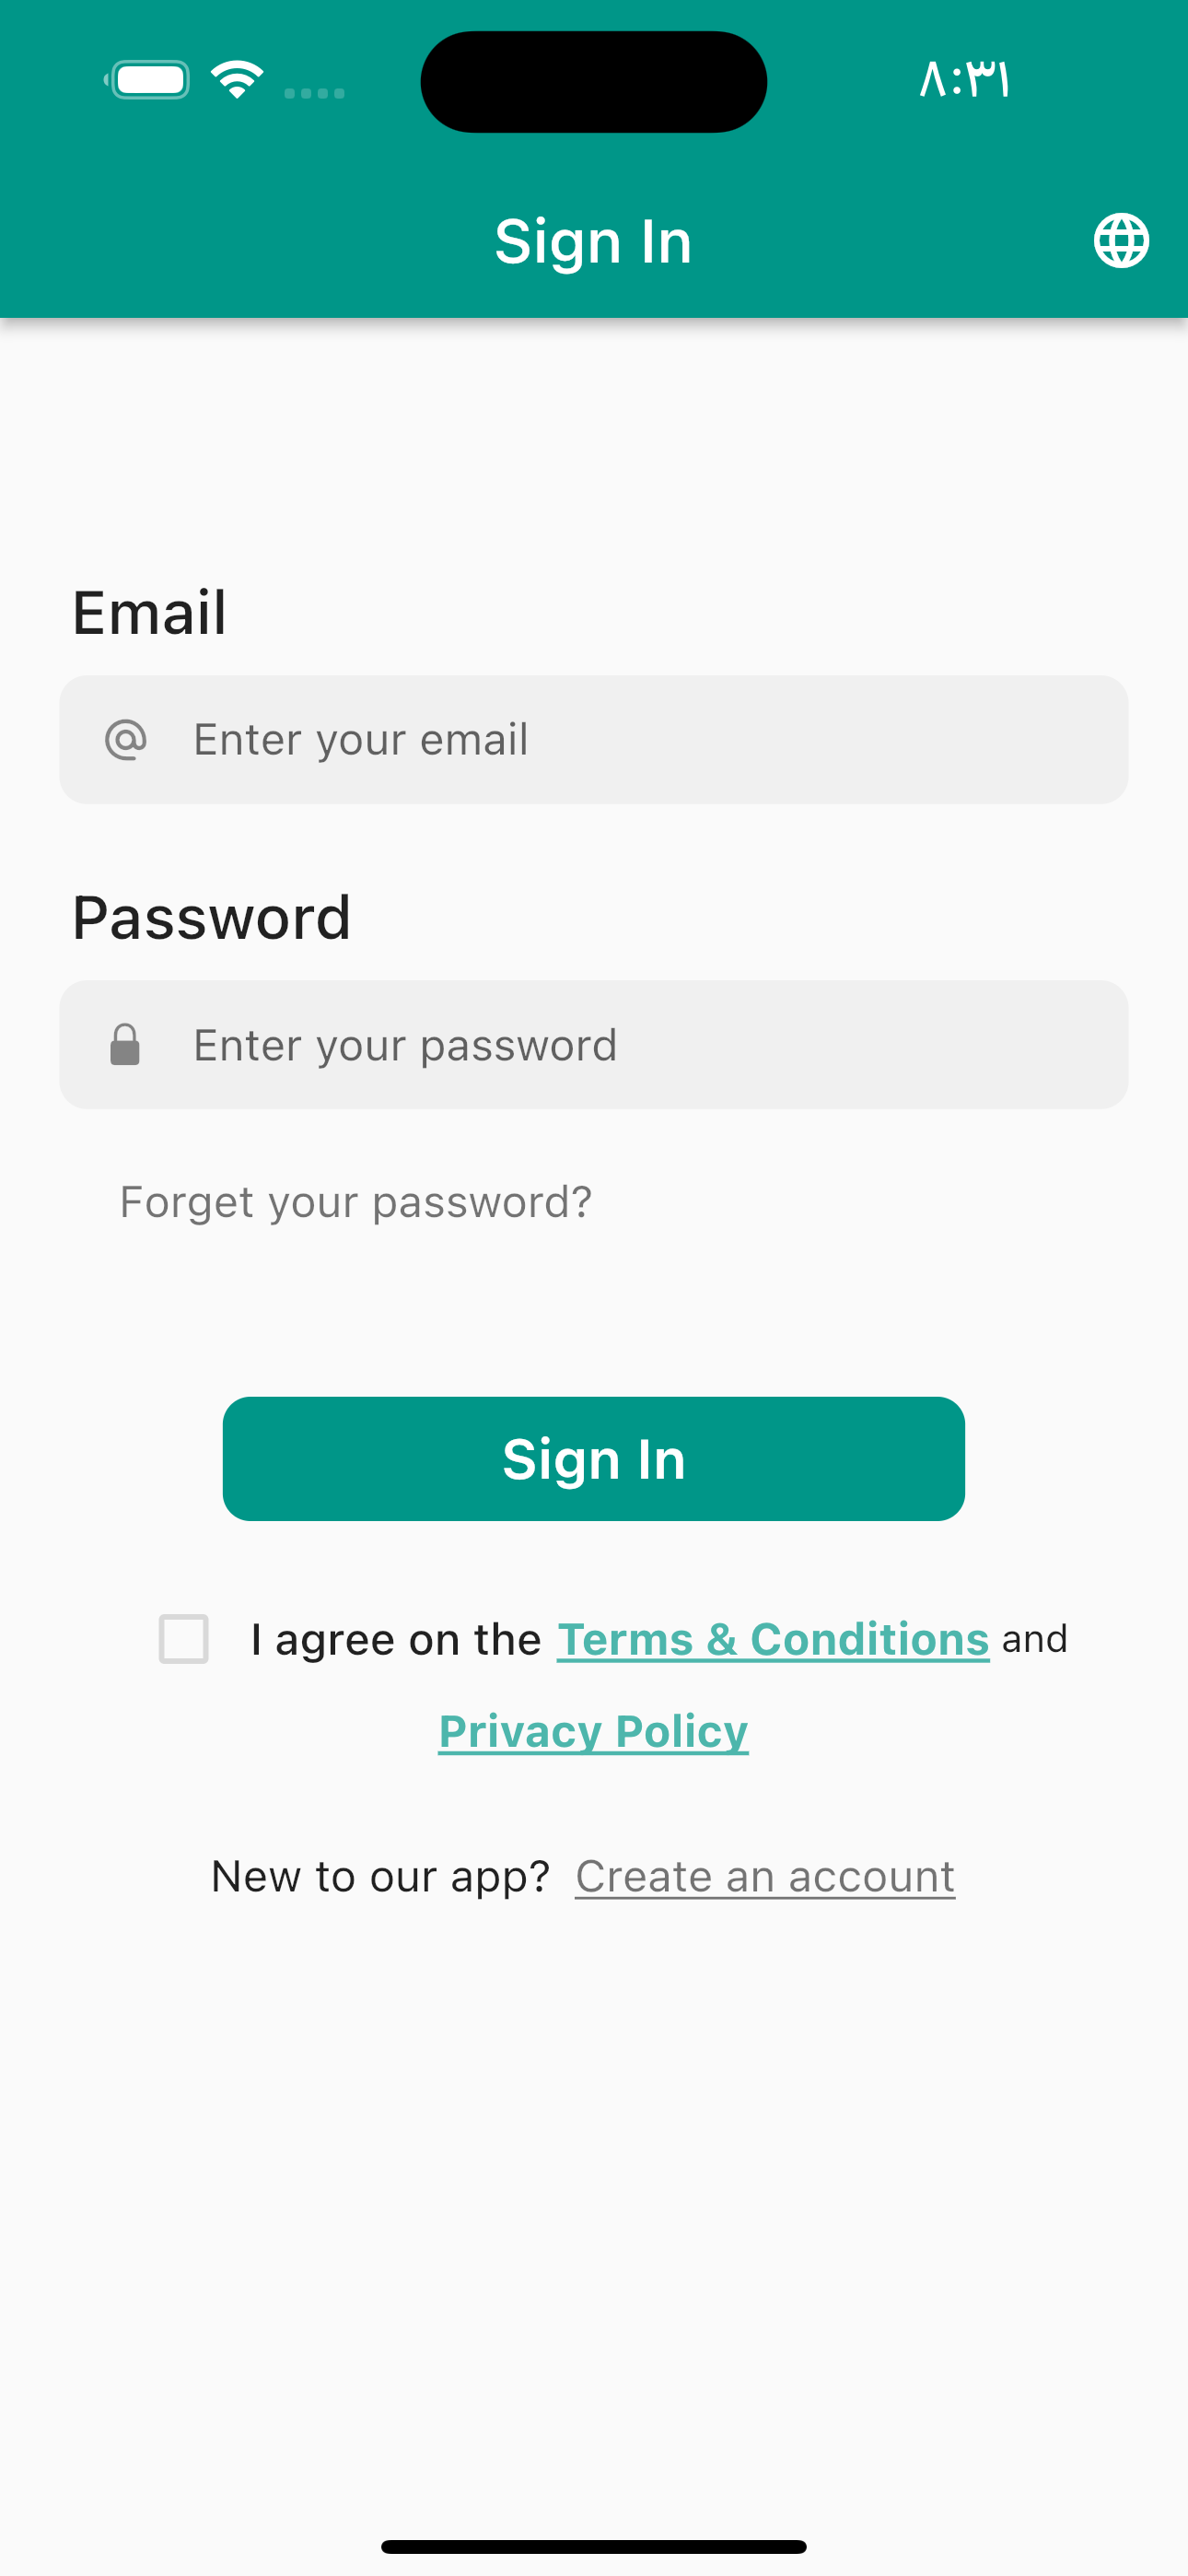 ٨:٣١
Sign In
Email
Enter your email
Password
Enter your password
Forget your password?
Sign In
I agree on the Terms & Conditions and
Privacy Policy
New to our app? Create an account